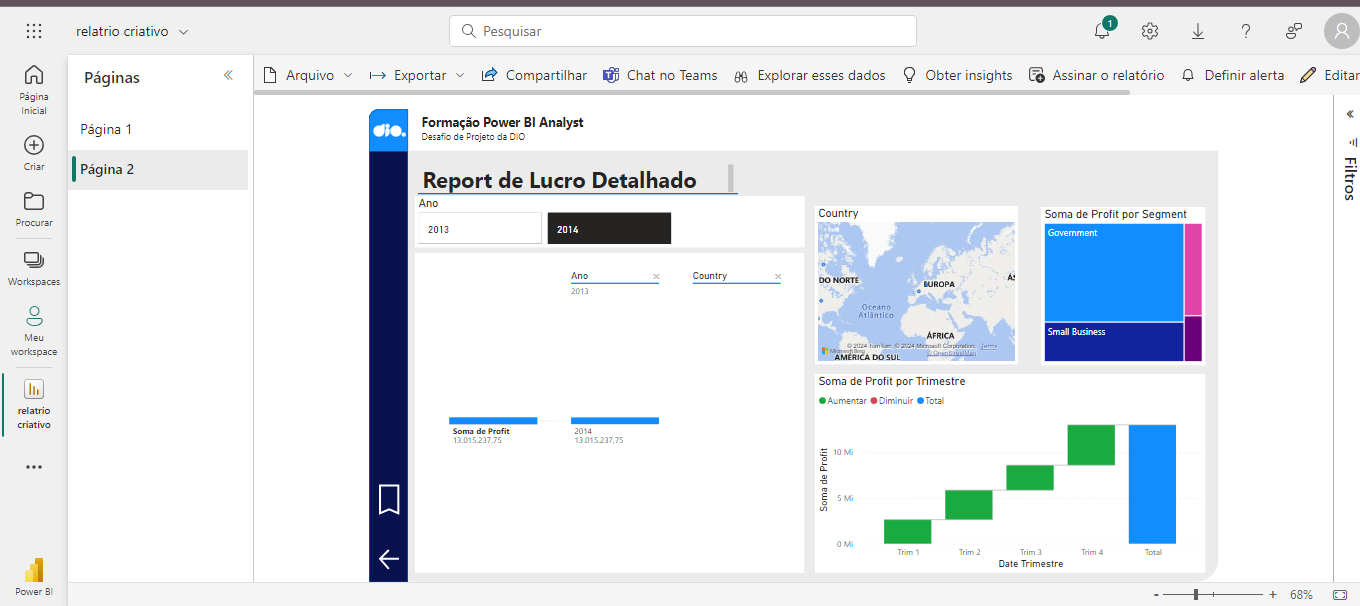 relatrio criativo
Pesquisar
1
Página
Inicial
Criar
Procurar
Workspaces
Meu
workspace
relatrio
criativo
Power BI
Páginas
Página 1
Página 2
Arquivo
Exportar
Compartilhar
Chat no Teams
Explorar esses dados
Obter insights
Assinar o relatório
Definir alerta
Editar
DIO.
Formação Power BI Analyst
Desafio de Projeto da DIO
Report de Lucro Detalhado
Ano
2013
2014
Ano
2013
Country
Soma de Profit
13.015.237,75
2014
13.015.237,75
Country
DO NORTE
EUROPA
ÁS
Oceano
Atlântico
ÁFRICA
© 2024 TomTom, © 2024 Microsoft Corporation, Terms
Microsoft Bing
© OpenStreetMap
AMÉRICA DO SUL
Soma de Profit por Segment
Government
Small Business
Soma de Profit por Trimestre
Aumentar Diminuir Total
Soma de Profit
10 Mi
5 Mi
0 Mi
Trim 1 Trim 2 Trim 3 Trim 4 Total
Date Trimestre
Filtros
- + 68%